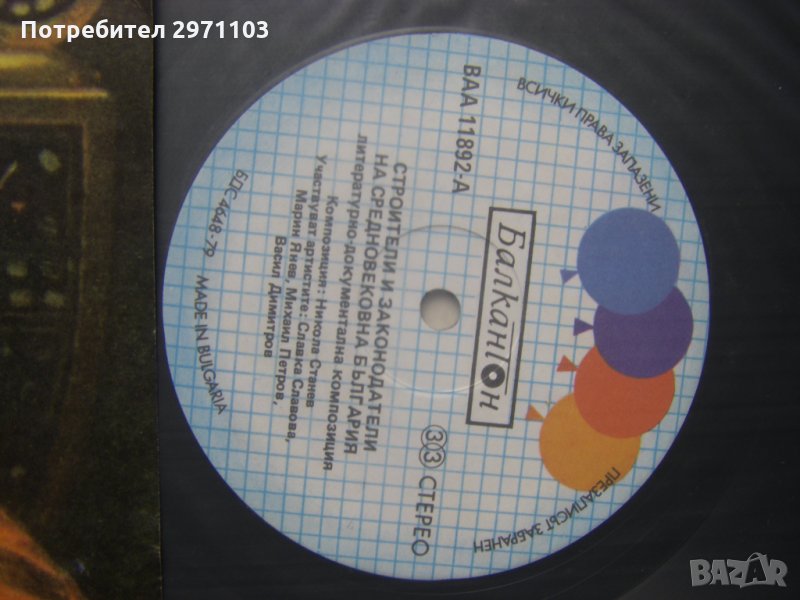 Потребител 2971103
ВСИЧКИ ПРАВА ЗАПАЗЕНИ
Балкантон
ВАА 11892-А
33 СТЕРЕО
СТРОИТЕЛИ И ЗАКОНОДАТЕЛИ
НА СРЕДНОВЕКОВНА БЪЛГАРИЯ
литературно-документална композиция
Композиция: Никола Станев
Участвуват артистите: Славка Славова,
Марин Янев, Михаил Петров,
Васил Димитров
БДС 4648-79 MADE IN BULGARIA
ПРЕЗАПИСЪТ ЗАБРАНЕН
BAZAR